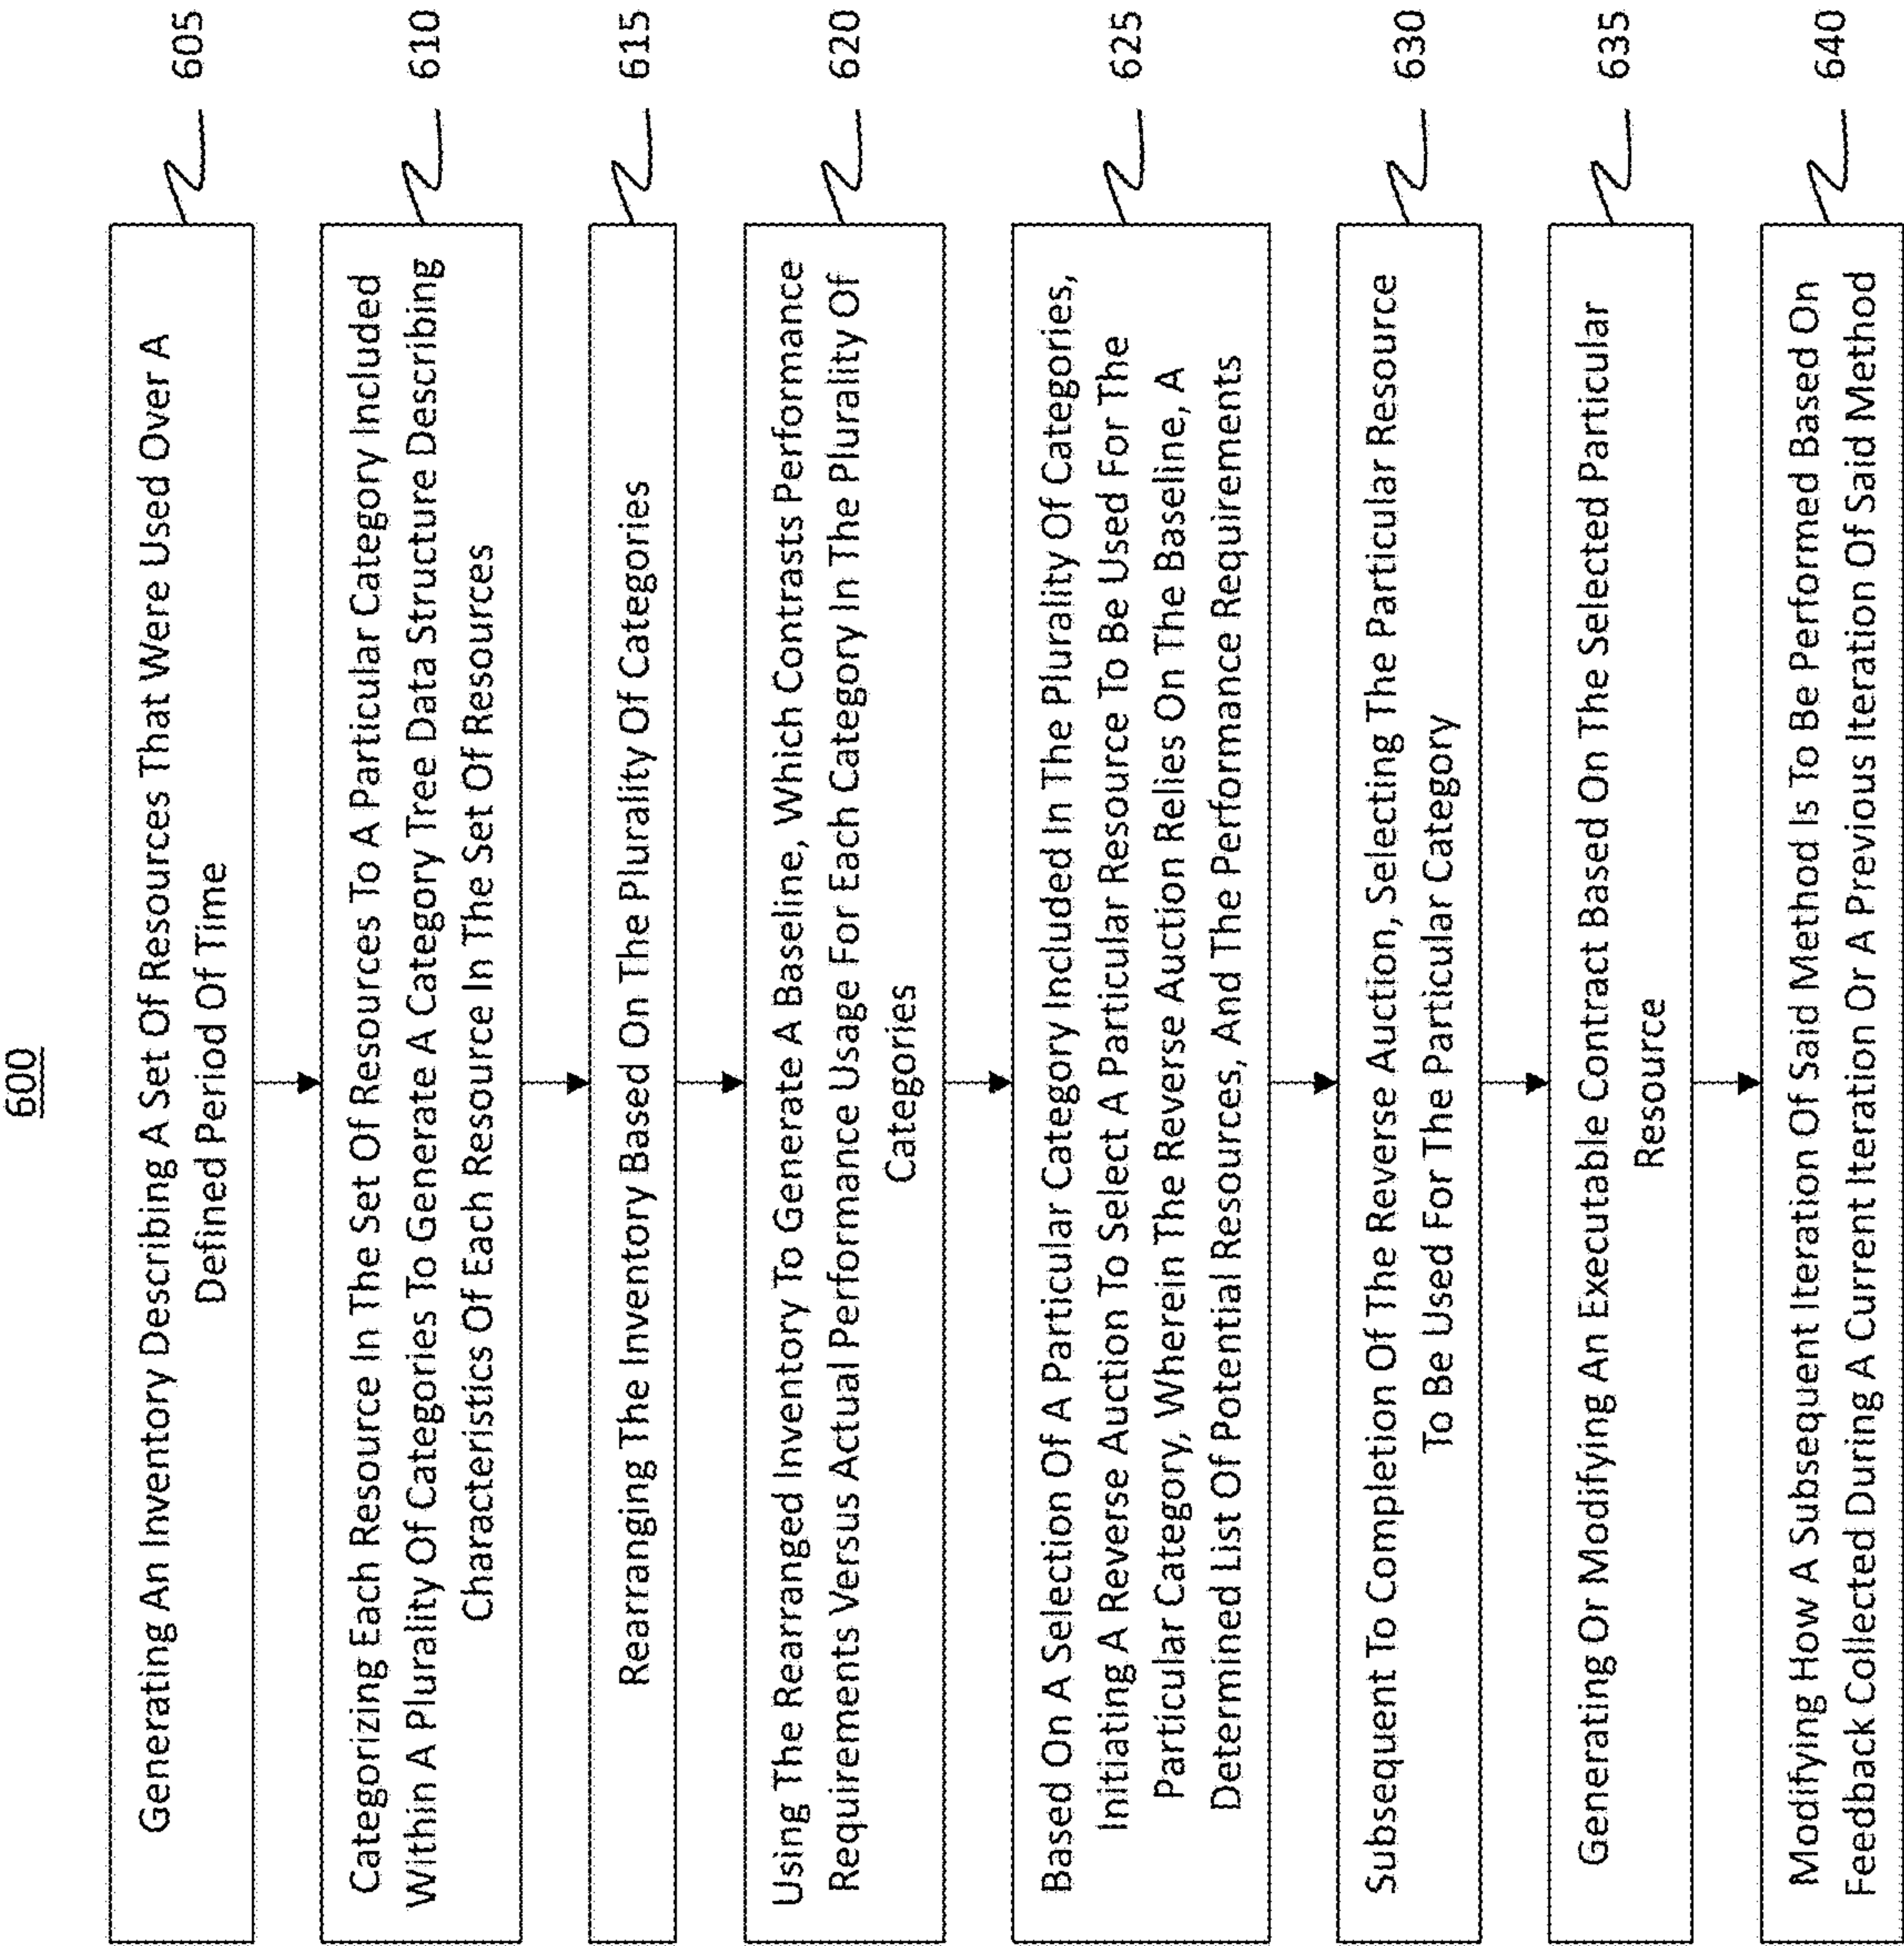 600
Generating An Inventory Describing A Set Of Resources That Were Used Over A
Defined Period Of Time
605
Categorizing Each Resource In The Set Of Resources To A Particular Category Included
Within A Plurality Of Categories To Generate A Category Tree Data Structure Describing
Characteristics Of Each Resource In The Set Of Resources
610
Rearranging The Inventory Based On The Plurality Of Categories
615
Using The Rearranged Inventory To Generate A Baseline, Which Contrasts Performance
Requirements Versus Actual Performance Usage For Each Category In The Plurality Of
Categories
620
Based On A Selection Of A Particular Category Included In The Plurality Of Categories,
Initiating A Reverse Auction To Select A Particular Resource To Be Used For The
Particular Category, Wherein The Reverse Auction Relies On The Baseline, A
Determined List Of Potential Resources, And The Performance Requirements
625
Subsequent To Completion Of The Reverse Auction, Selecting The Particular Resource
To Be Used For The Particular Category
630
Generating Or Modifying An Executable Contract Based On The Selected Particular
Resource
635
Modifying How A Subsequent Iteration Of Said Method Is To Be Performed Based On
Feedback Collected During A Current Iteration Or A Previous Iteration Of Said Method
640